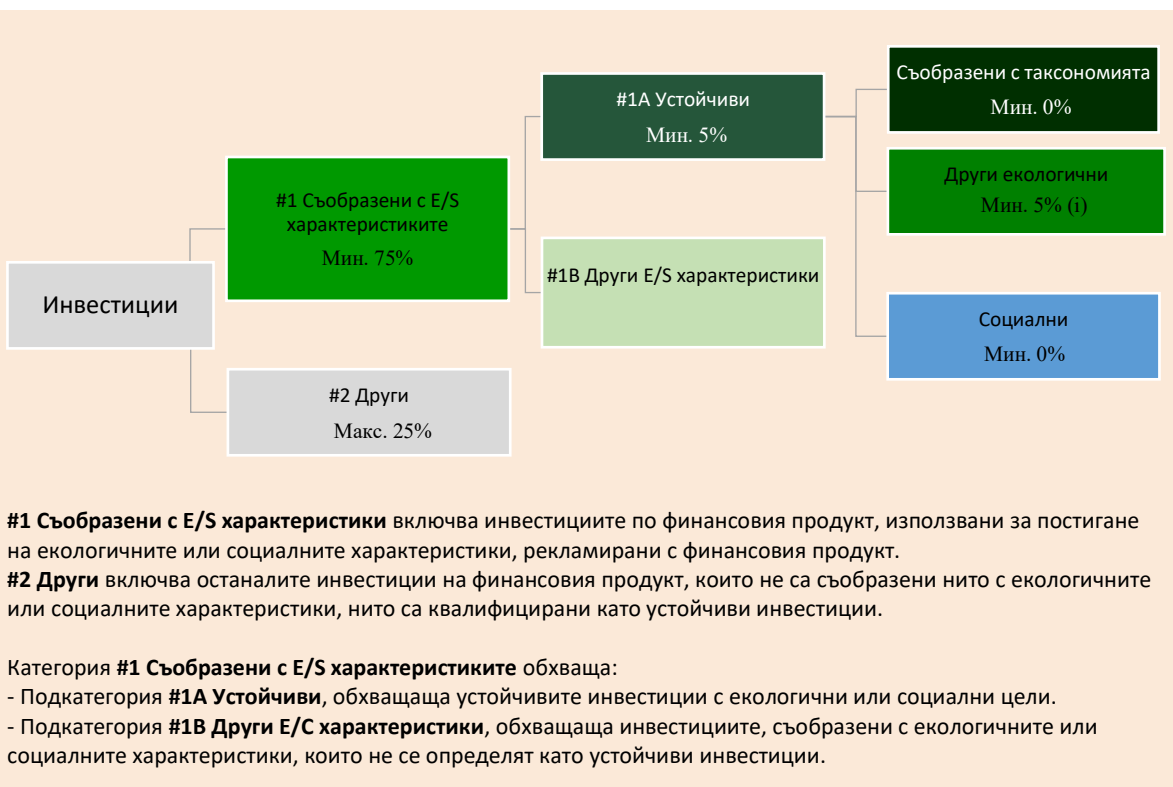 Съобразени с таксономията
Мин. 0%
#1A Устойчиви
Мин. 5%
Други екологични
Мин. 5% (i)
#1 Съобразени с E/S
характеристиките
Мин. 75%
#1B Други E/S характеристики
Инвестиции
Социални
Мин. 0%
#2 Други
Макс. 25%
#1 Съобразени с E/S характеристики включва инвестициите по финансовия продукт, използвани за постигане
на екологичните или социалните характеристики, рекламирани с финансовия продукт.
#2 Други включва останалите инвестиции на финансовия продукт, които не са съобразени нито с екологичните
или социалните характеристики, нито са квалифицирани като устойчиви инвестиции.
Категория #1 Съобразени с E/S характеристиките обхваща:
- Подкатегория #1A Устойчиви, обхващаща устойчивите инвестиции с екологични или социални цели.
- Подкатегория #1B Други Е/С характеристики, обхващаща инвестициите, съобразени с екологичните или
социалните характеристики, които не се определят като устойчиви инвестиции.